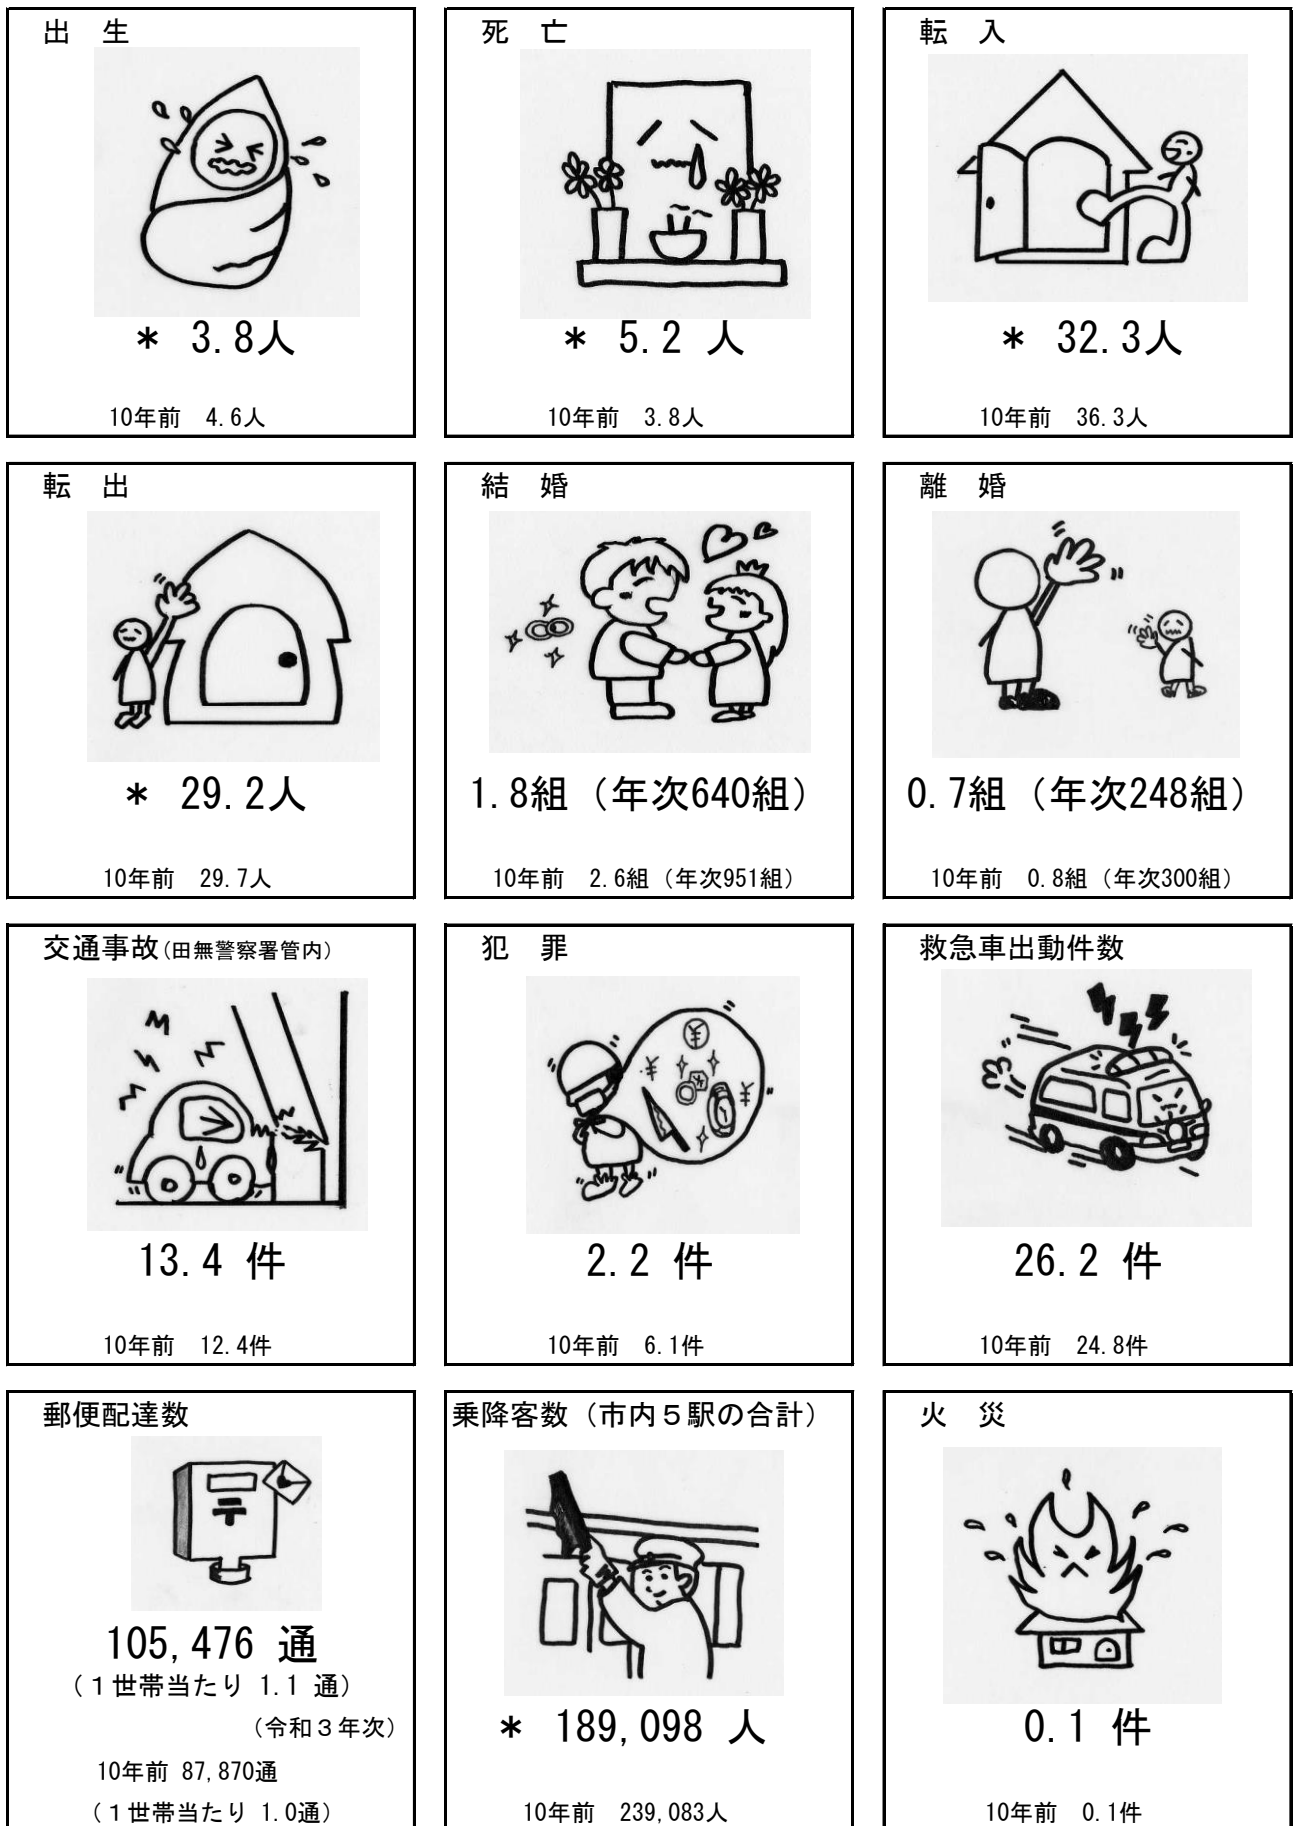 出　生
* 3.8人
10年前　4.6人
死　亡
* 5.2 人
10年前　3.8人
転　入
* 32.3人
10年前　36.3人
転　出
* 29.2人
10年前　29.7人
結　婚
1.8組（年次640組）
10年前　2.6組（年次951組）
離　婚
0.7組（年次248組）
10年前　0.8組（年次300組）
交通事故(田無警察署管内)
13.4 件
10年前　12.4件
犯　罪
2.2 件
10年前　6.1件
救急車出動件数
26.2 件
10年前　24.8件
郵便配達数
105,476 通
（１世帯当たり 1.1 通）
（令和３年次）
10年前 87,870通
（１世帯当たり 1.0通）
乗降客数（市内５駅の合計）
* 189,098 人
10年前　239,083人
火　災
0.1 件
10年前　0.1件